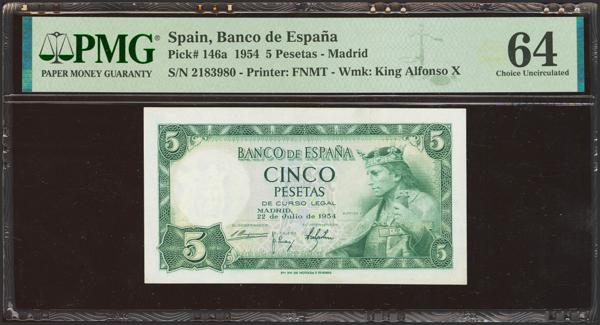 PMG
PAPER MONEY GUARANTY
Spain, Banco de España
Pick# 146a 1954 5 Pesetas - Madrid
S/N 2183980 - Printer: FNMT - Wmk: King Alfonso X
64
Choice Uncirculated
5
5
BANCO DE ESPAÑA
CINCO
PESETAS
DE CURSO LEGAL
MADRID,
22 de Julio de 1954
EL GOBERNADOR
5
5